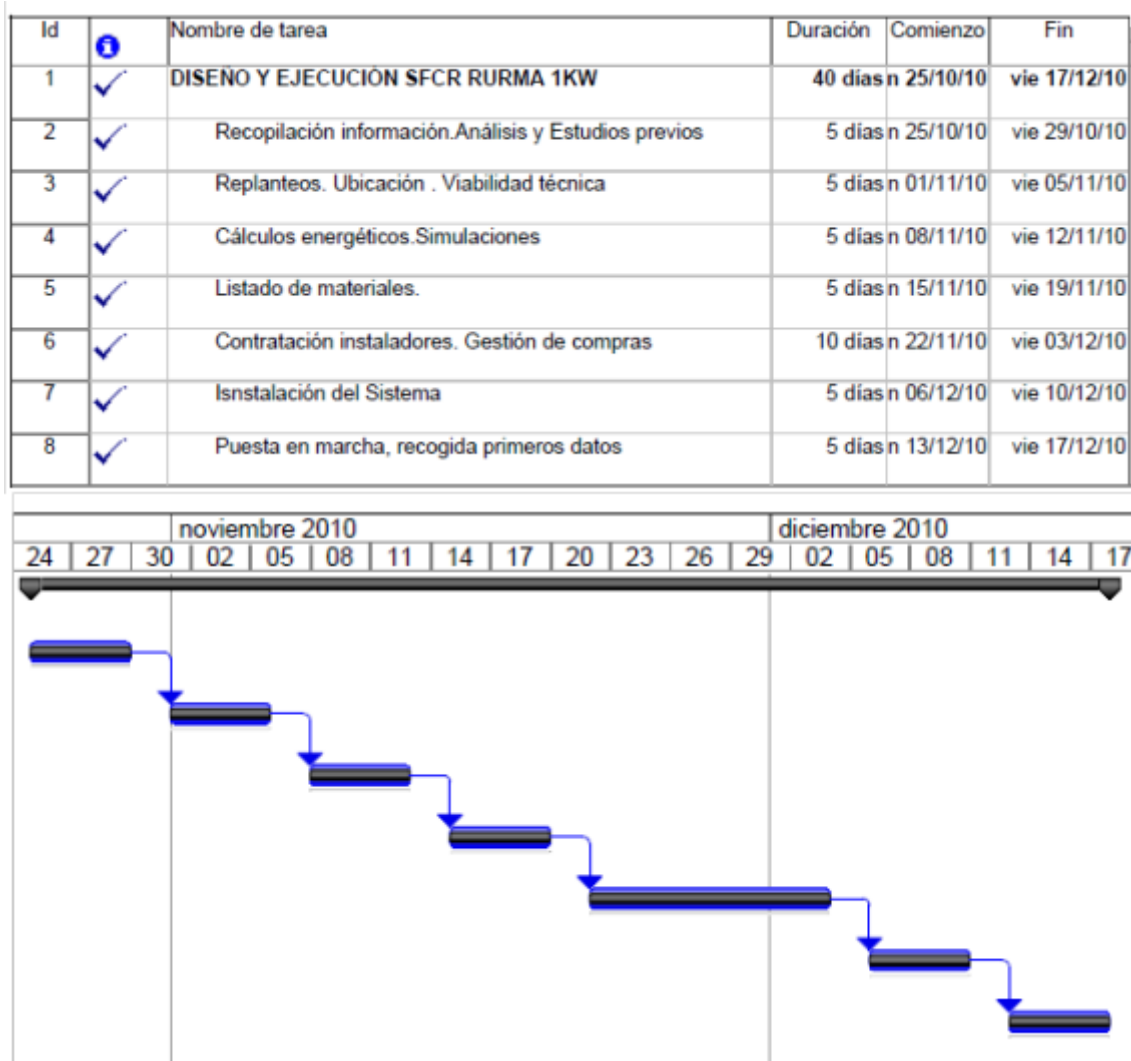 Id Nombre de tarea Duración Comienzo Fin
1 DISEÑO Y EJECUCIÓN SFCR RURMA 1KW 40 días n 25/10/10 vie 17/12/10
2 Recopilación información.Análisis y Estudios previos 5 días n 25/10/10 vie 29/10/10
3 Replanteos. Ubicación . Viabilidad técnica 5 días n 01/11/10 vie 05/11/10
4 Cálculos energéticos.Simulaciones 5 días n 08/11/10 vie 12/11/10
5 Listado de materiales. 5 días n 15/11/10 vie 19/11/10
6 Contratación instaladores. Gestión de compras 10 días n 22/11/10 vie 03/12/10
7 Isnstalación del Sistema 5 días n 06/12/10 vie 10/12/10
8 Puesta en marcha, recogida primeros datos 5 días n 13/12/10 vie 17/12/10
noviembre 2010 diciembre 2010
24 27 30 02 05 08 11 14 17 20 23 26 29 02 05 08 11 14 17